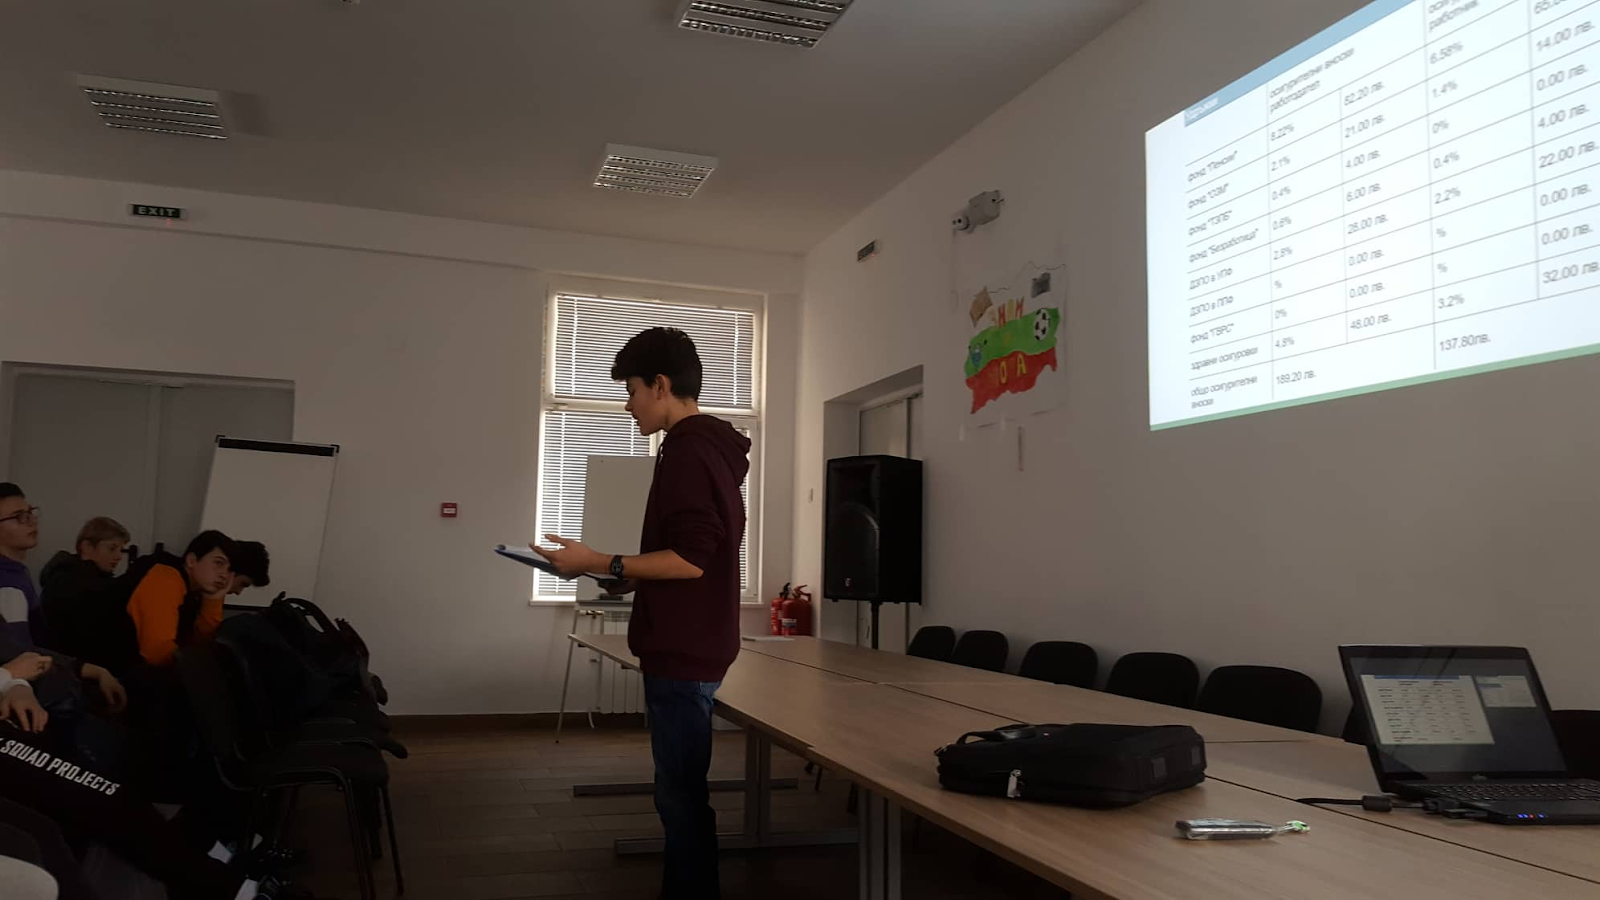 EXIT
осигурителни вноски
работодател
работник
фонд "Пенсии" 8.22% 82.20 лв. 6.58%
фонд "ОЗМ" 2.1% 21.00 лв. 1.4% 14.00 лв.
фонд "ТЗПБ" 0.4% 4.00 лв. 0% 0.00 лв.
фонд "Безработица" 0.6% 6.00 лв. 0.4% 4.00 лв.
ДЗПО в УПФ 2.8% 28.00 лв. 2.2% 22.00 лв.
ДЗПО в ППФ % 0.00 лв. % 0.00 лв.
фонд "ГВРС" 0% 0.00 лв. % 0.00 лв.
здравни осигуровки 4.8% 48.00 лв. 3.2% 32.00 лв.
общо осигурителни
вноски 189.20 лв. 137.80лв.
SQUAD PROJECTS